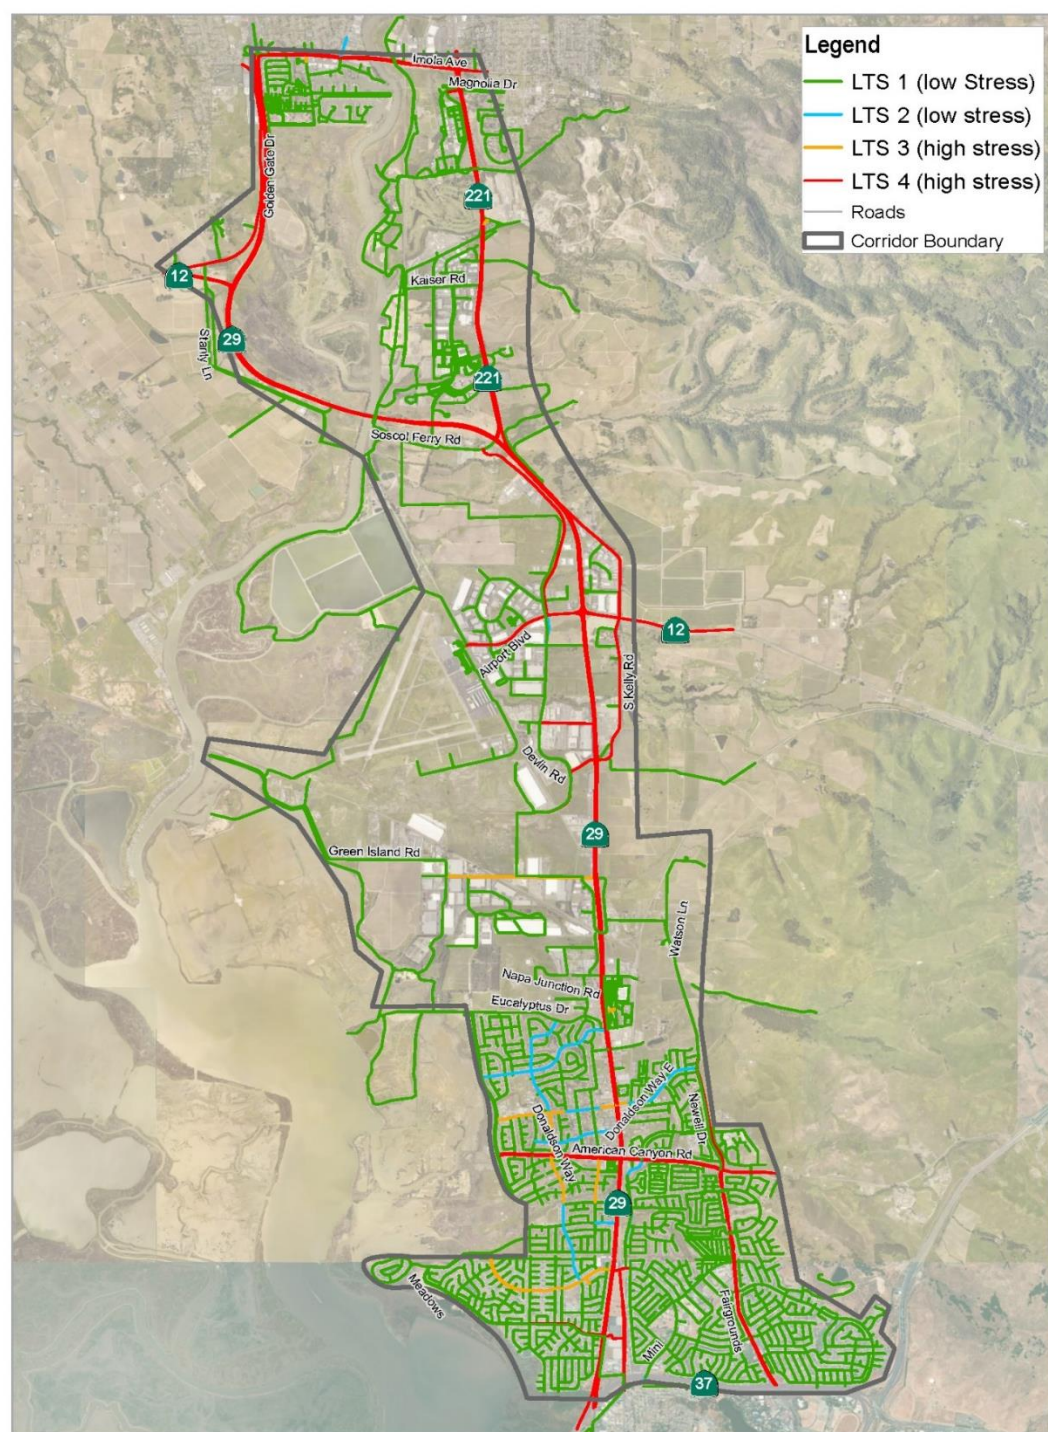 Legend
LTS 1 (low Stress)
LTS 2 (low stress)
LTS 3 (high stress)
LTS 4 (high stress)
Roads
Corridor Boundary
Imola Ave
Magnolia Dr
Golden Gate Dr
221
12
Kaiser Rd
29
Stanly Ln
221
Soscol Ferry Rd
12
Airport Blvd
S Kelly Rd
Devlin Rd
29
Green Island Rd
Watson Ln
Napa Junction Rd
Eucalyptus Dr
Donaldson Way E
Newell Dr
Donaldson Way
American Canyon Rd
29
Meadows
Fairgrounds
Mini
37